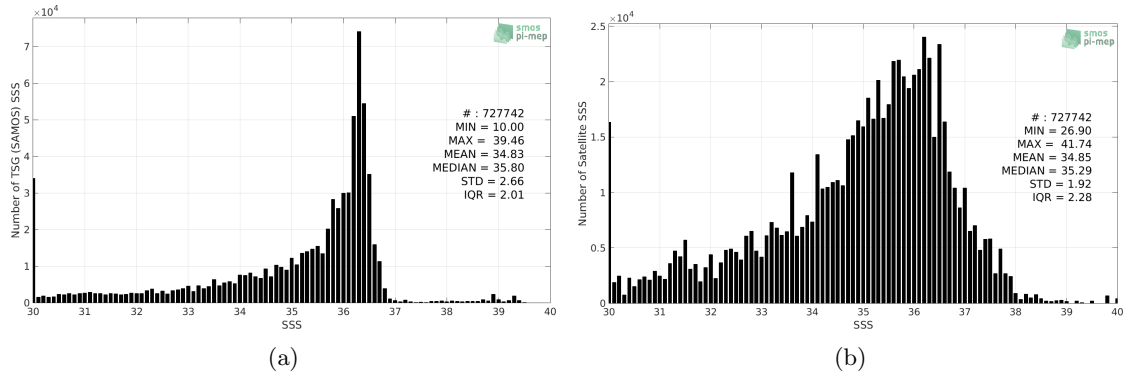 ×10⁴
smos
pi-mep
7
6
5
4
3
2
1
0
Number of TSG (SAMOS) SSS
# : 727742
MIN = 10.00
MAX = 39.46
MEAN = 34.83
MEDIAN = 35.80
STD = 2.66
IQR = 2.01
30 31 32 33 34 35 36 37 38 39 40
SSS
(a)
2.5 ×10⁴
smos
pi-mep
2
1.5
1
0.5
0
Number of Satellite SSS
# : 727742
MIN = 26.90
MAX = 41.74
MEAN = 34.85
MEDIAN = 35.29
STD = 1.92
IQR = 2.28
30 31 32 33 34 35 36 37 38 39 40
SSS
(b)